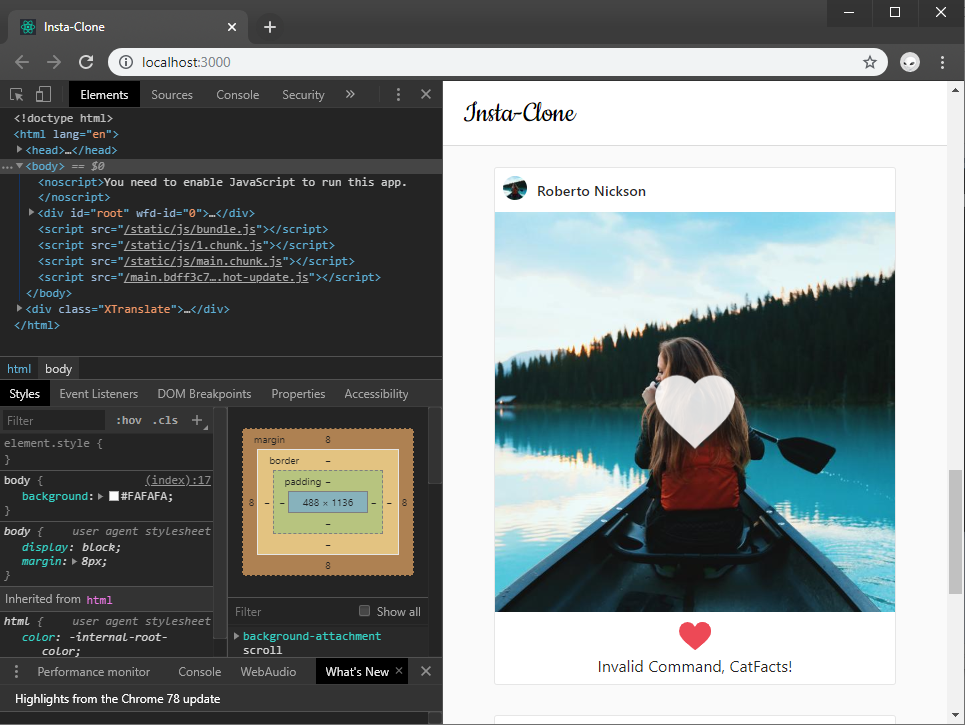 Insta-Clone
localhost:3000
Elements Sources Console Security »
<!doctype html>
<html lang="en">
<head>…</head>
…<body> == $0
<noscript>You need to enable JavaScript to run this app.
</noscript>
<div id="root" wfd-id="0">…</div>
<script src="/static/js/bundle.js"></script>
<script src="/static/js/1.chunk.js"></script>
<script src="/static/js/main.chunk.js"></script>
<script src="/main.bdff3c7….hot-update.js"></script>
</body>
<div class="XTranslate">…</div>
</html>
html body
Styles Event Listeners DOM Breakpoints Properties Accessibility
Filter :hov .cls +
element.style {
}
body { (index):17
background: #FAFAFA;
}
body { user agent stylesheet
display: block;
margin: 8px;
}
Inherited from html
html { user agent stylesheet
color: -internal-root-
color;
margin 8
border –
padding –
8 – – 488 × 1136 – – 8
–
–
8
Filter Show all
background-attachment
scroll
Performance monitor Console WebAudio What's New
Highlights from the Chrome 78 update
Insta-Clone
Roberto Nickson
Invalid Command, CatFacts!